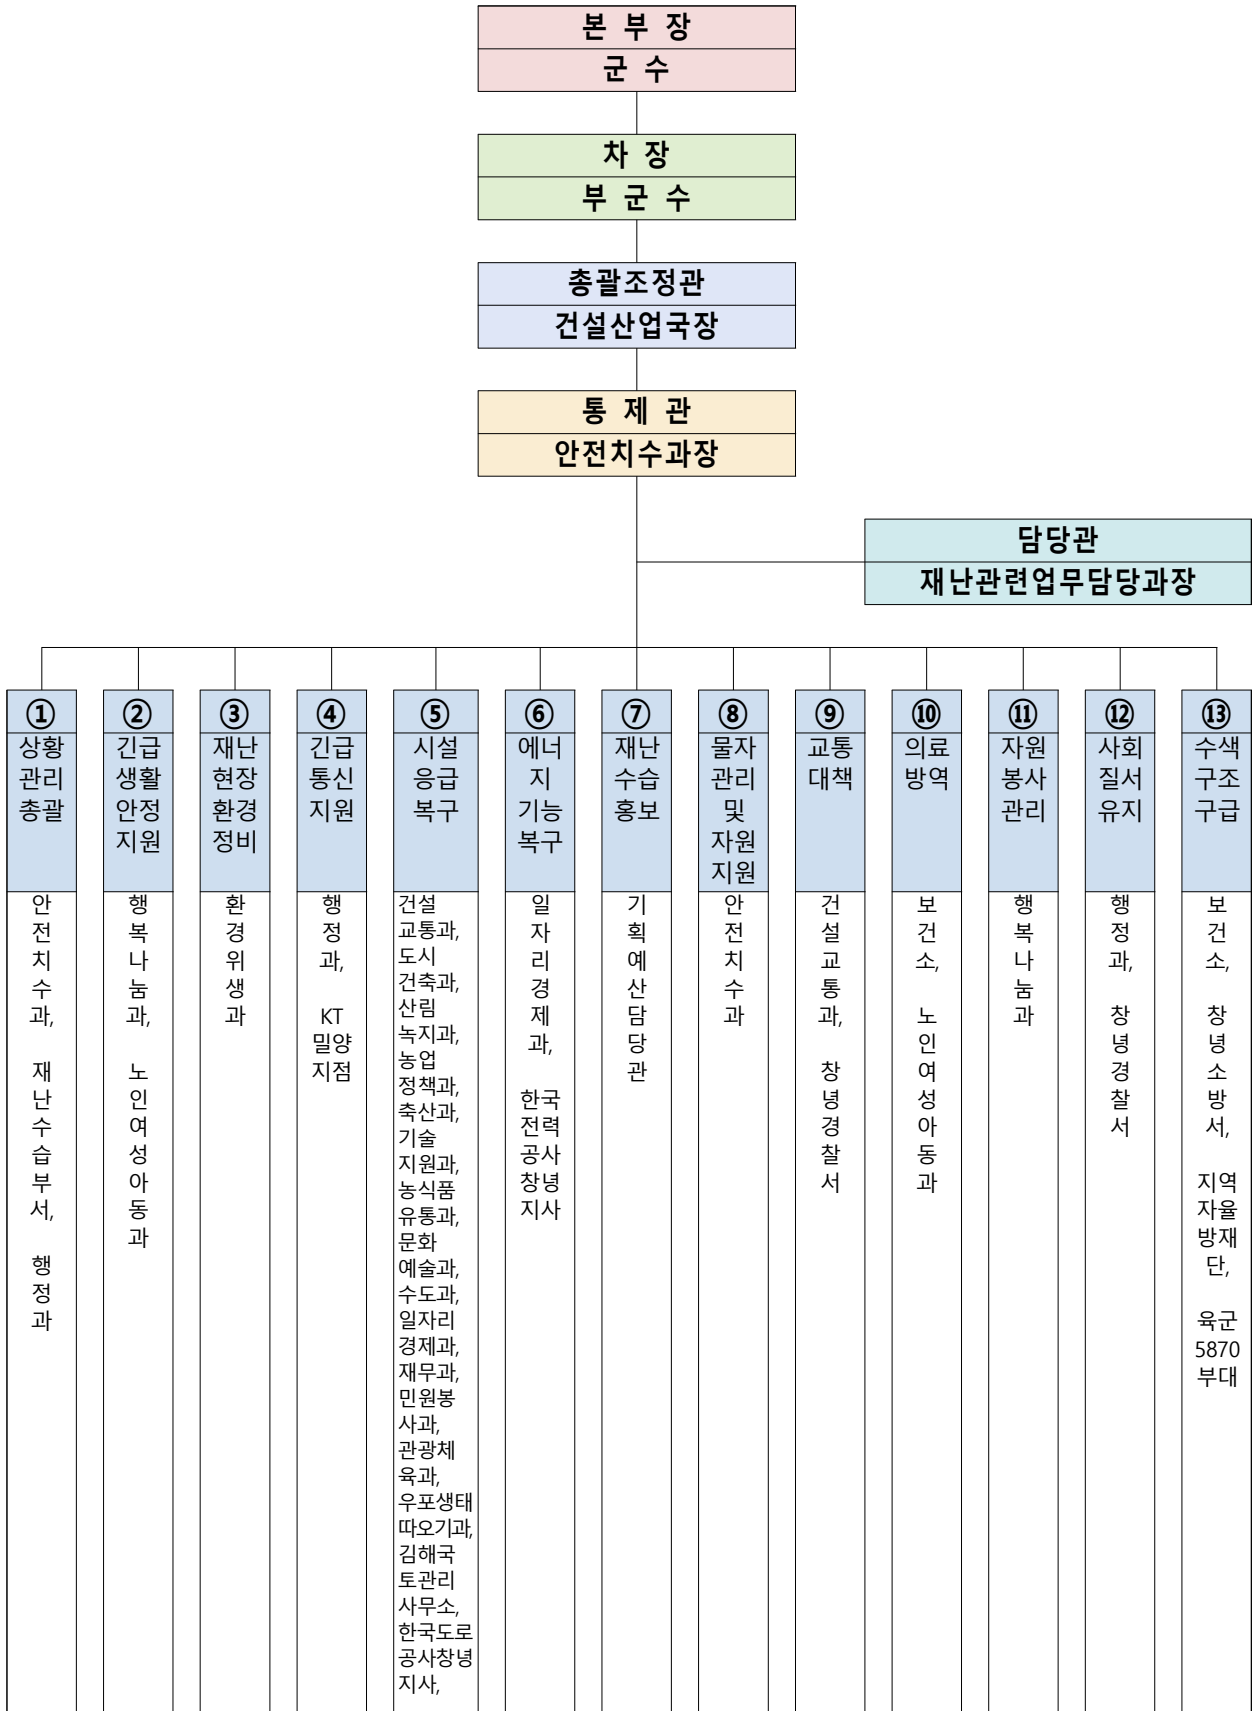 본 부 장
군 수
차 장
부 군 수
총괄조정관
건설산업국장
통 제 관
안전치수과장
담당관
재난관련업무담당과장
①
상황
관리
총괄
안
전
치
수
과,
재
난
수
습
부
서,
행
정
과
②
긴급
생활
안정
지원
행
복
나
눔
과,
노
인
여
성
아
동
과
③
재난
현장
환경
정비
환
경
위
생
과
④
긴급
통신
지원
행
정
과,
KT
밀양
지점
⑤
시설
응급
복구
건설
교통과,
도시
건축과,
산림
녹지과,
농업
정책과,
축산과,
기술
지원과,
농식품
유통과,
문화
예술과,
수도과,
일자리
경제과,
재무과,
민원봉
사과,
관광체
육과,
우포생태
따오기과,
김해국
토관리
사무소,
한국도로
공사창녕
지사,
⑥
에너
지
기능
복구
일
자
리
경
제
과,
한국
전력
공사
창녕
지사
⑦
재난
수습
홍보
기
획
예
산
담
당
관
⑧
물자
관리
및
자원
지원
안
전
치
수
과
⑨
교통
대책
건
설
교
통
과,
창
녕
경
찰
서
⑩
의료
방역
보
건
소,
노
인
여
성
아
동
과
⑪
자원
봉사
관리
행
복
나
눔
과
⑫
사회
질서
유지
행
정
과,
창
녕
경
찰
서
⑬
수색
구조
구급
보
건
소,
창
녕
소
방
서,
지역
자율
방재
단,
육군
5870
부대